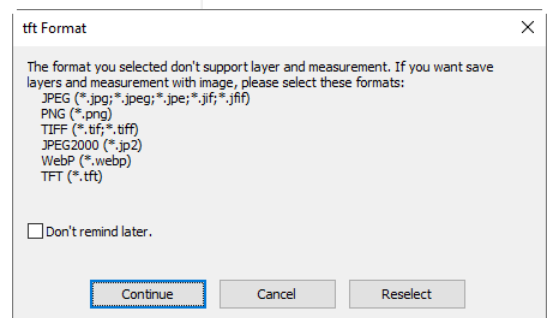 tft Format
The format you selected don't support layer and measurement. If you want save
layers and measurement with image, please select these formats:
JPEG (*.jpg;*.jpeg;*.jpe;*.jif;*.jfif)
PNG (*.png)
TIFF (*.tif;*.tiff)
JPEG2000 (*.jp2)
WebP (*.webp)
TFT (*.tft)
Don't remind later.
Continue Cancel Reselect